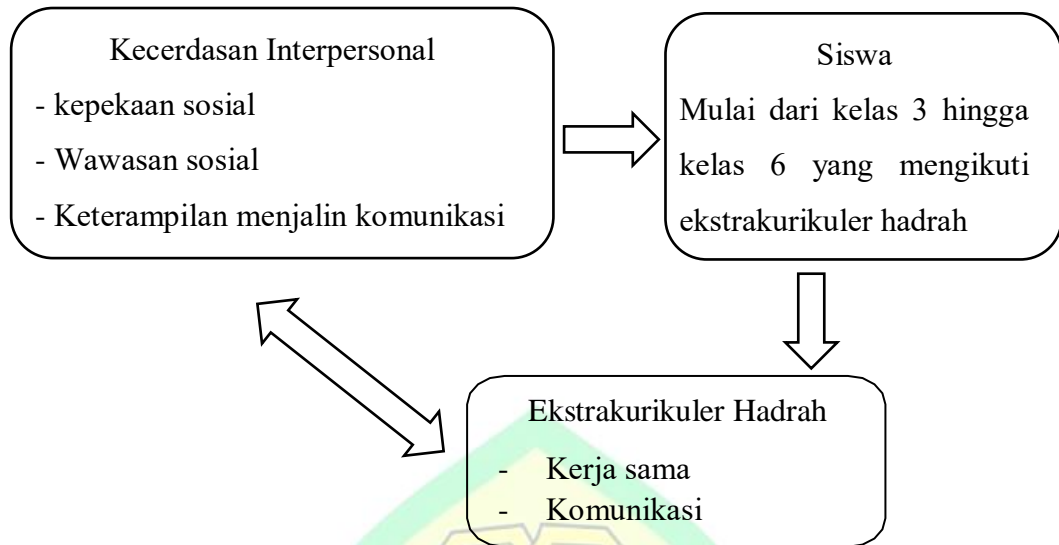 Kecerdasan Interpersonal
- kepekaan sosial
- Wawasan sosial
- Keterampilan menjalin komunikasi
Siswa
Mulai dari kelas 3 hingga
kelas 6 yang mengikuti
ekstrakurikuler hadrah
Ekstrakurikuler Hadrah
- Kerja sama
- Komunikasi